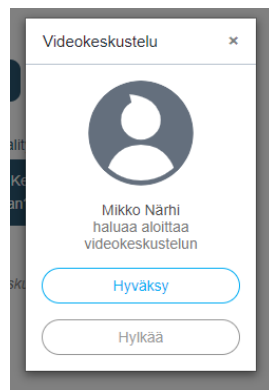 Videokeskustelu ×
Mikko Närhi
haluaa aloittaa
videokeskustelun
Hyväksy
Hylkää